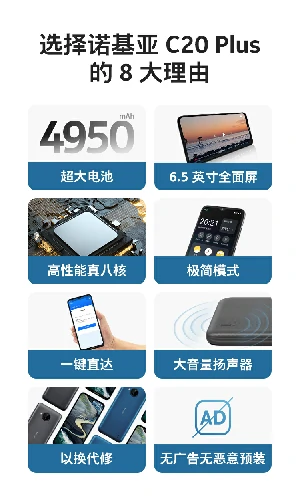 选择诺基亚 C20 Plus
的 8 大理由
mAh
4950
超大电池
6.5 英寸全面屏
20:21
高性能真八核
极简模式
一键直达
大音量扬声器
AD
以换代修
无广告无恶意预装